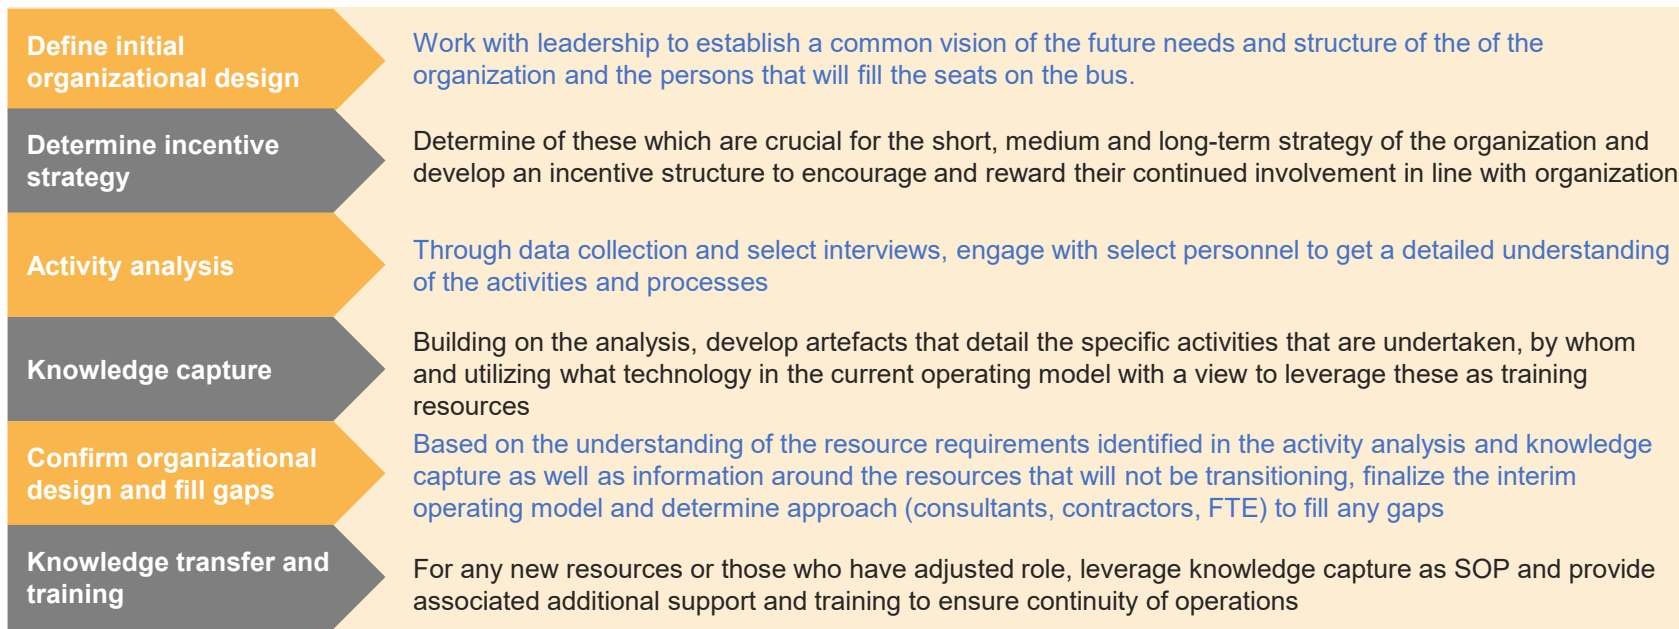 Define initial
organizational design
Work with leadership to establish a common vision of the future needs and structure of the of the
organization and the persons that will fill the seats on the bus.
Determine incentive
strategy
Determine of these which are crucial for the short, medium and long-term strategy of the organization and
develop an incentive structure to encourage and reward their continued involvement in line with organization
Activity analysis
Through data collection and select interviews, engage with select personnel to get a detailed understanding
of the activities and processes
Knowledge capture
Building on the analysis, develop artefacts that detail the specific activities that are undertaken, by whom
and utilizing what technology in the current operating model with a view to leverage these as training
resources
Confirm organizational
design and fill gaps
Based on the understanding of the resource requirements identified in the activity analysis and knowledge
capture as well as information around the resources that will not be transitioning, finalize the interim
operating model and determine approach (consultants, contractors, FTE) to fill any gaps
Knowledge transfer and
training
For any new resources or those who have adjusted role, leverage knowledge capture as SOP and provide
associated additional support and training to ensure continuity of operations